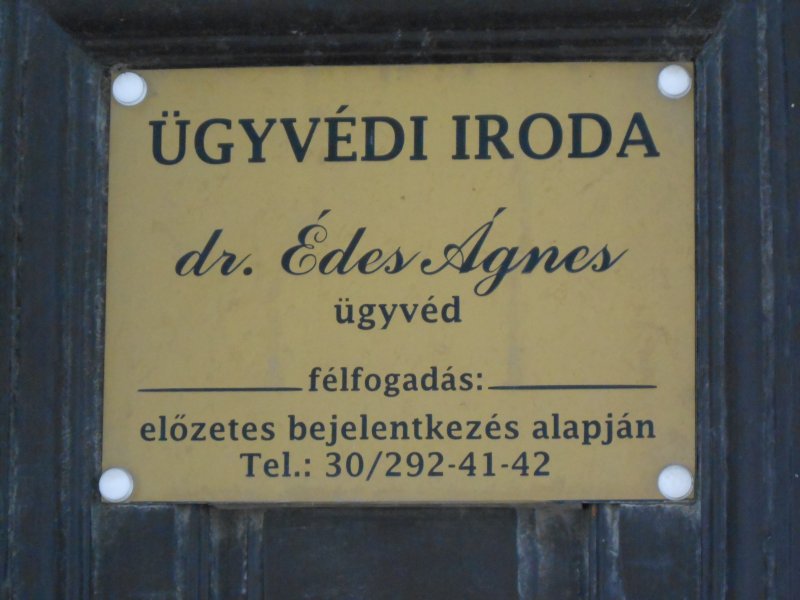 ÜGYVÉDI IRODA
dr. Édes Ágnes
ügyvéd
félfogadás:
előzetes bejelentkezés alapján
Tel.: 30/292-41-42